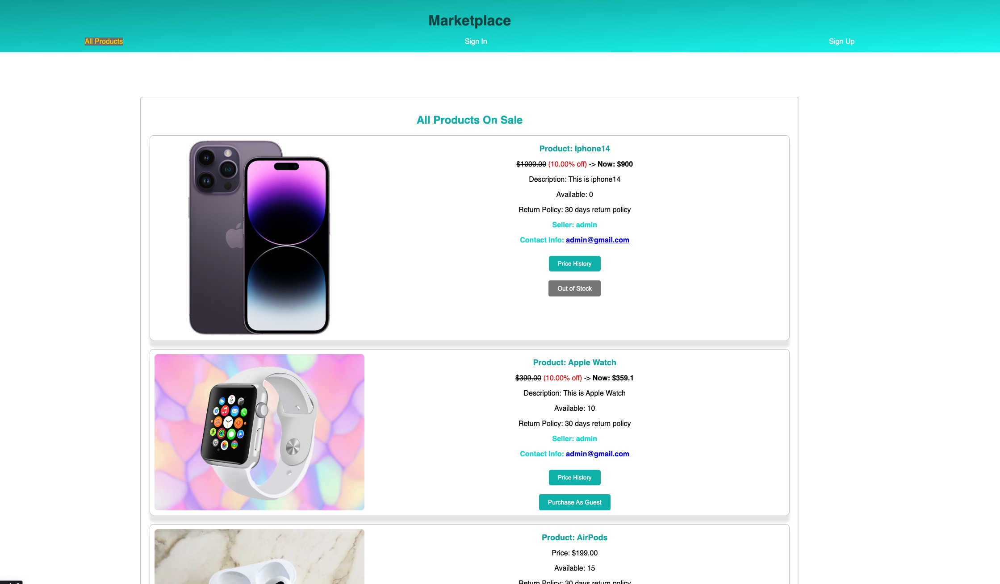 Marketplace
All Products
Sign In
Sign Up
All Products On Sale
Product: Iphone14
$1000.00 (10.00% off) -> Now: $900
Description: This is iphone14
Available: 0
Return Policy: 30 days return policy
Seller: admin
Contact Info: admin@gmail.com
Price History
Out of Stock
Product: Apple Watch
$399.00 (10.00% off) -> Now: $359.1
Description: This is Apple Watch
Available: 10
Return Policy: 30 days return policy
Seller: admin
Contact Info: admin@gmail.com
Price History
Purchase As Guest
9
Product: AirPods
Price: $199.00
Available: 15
Return Policy: 30 days return policy